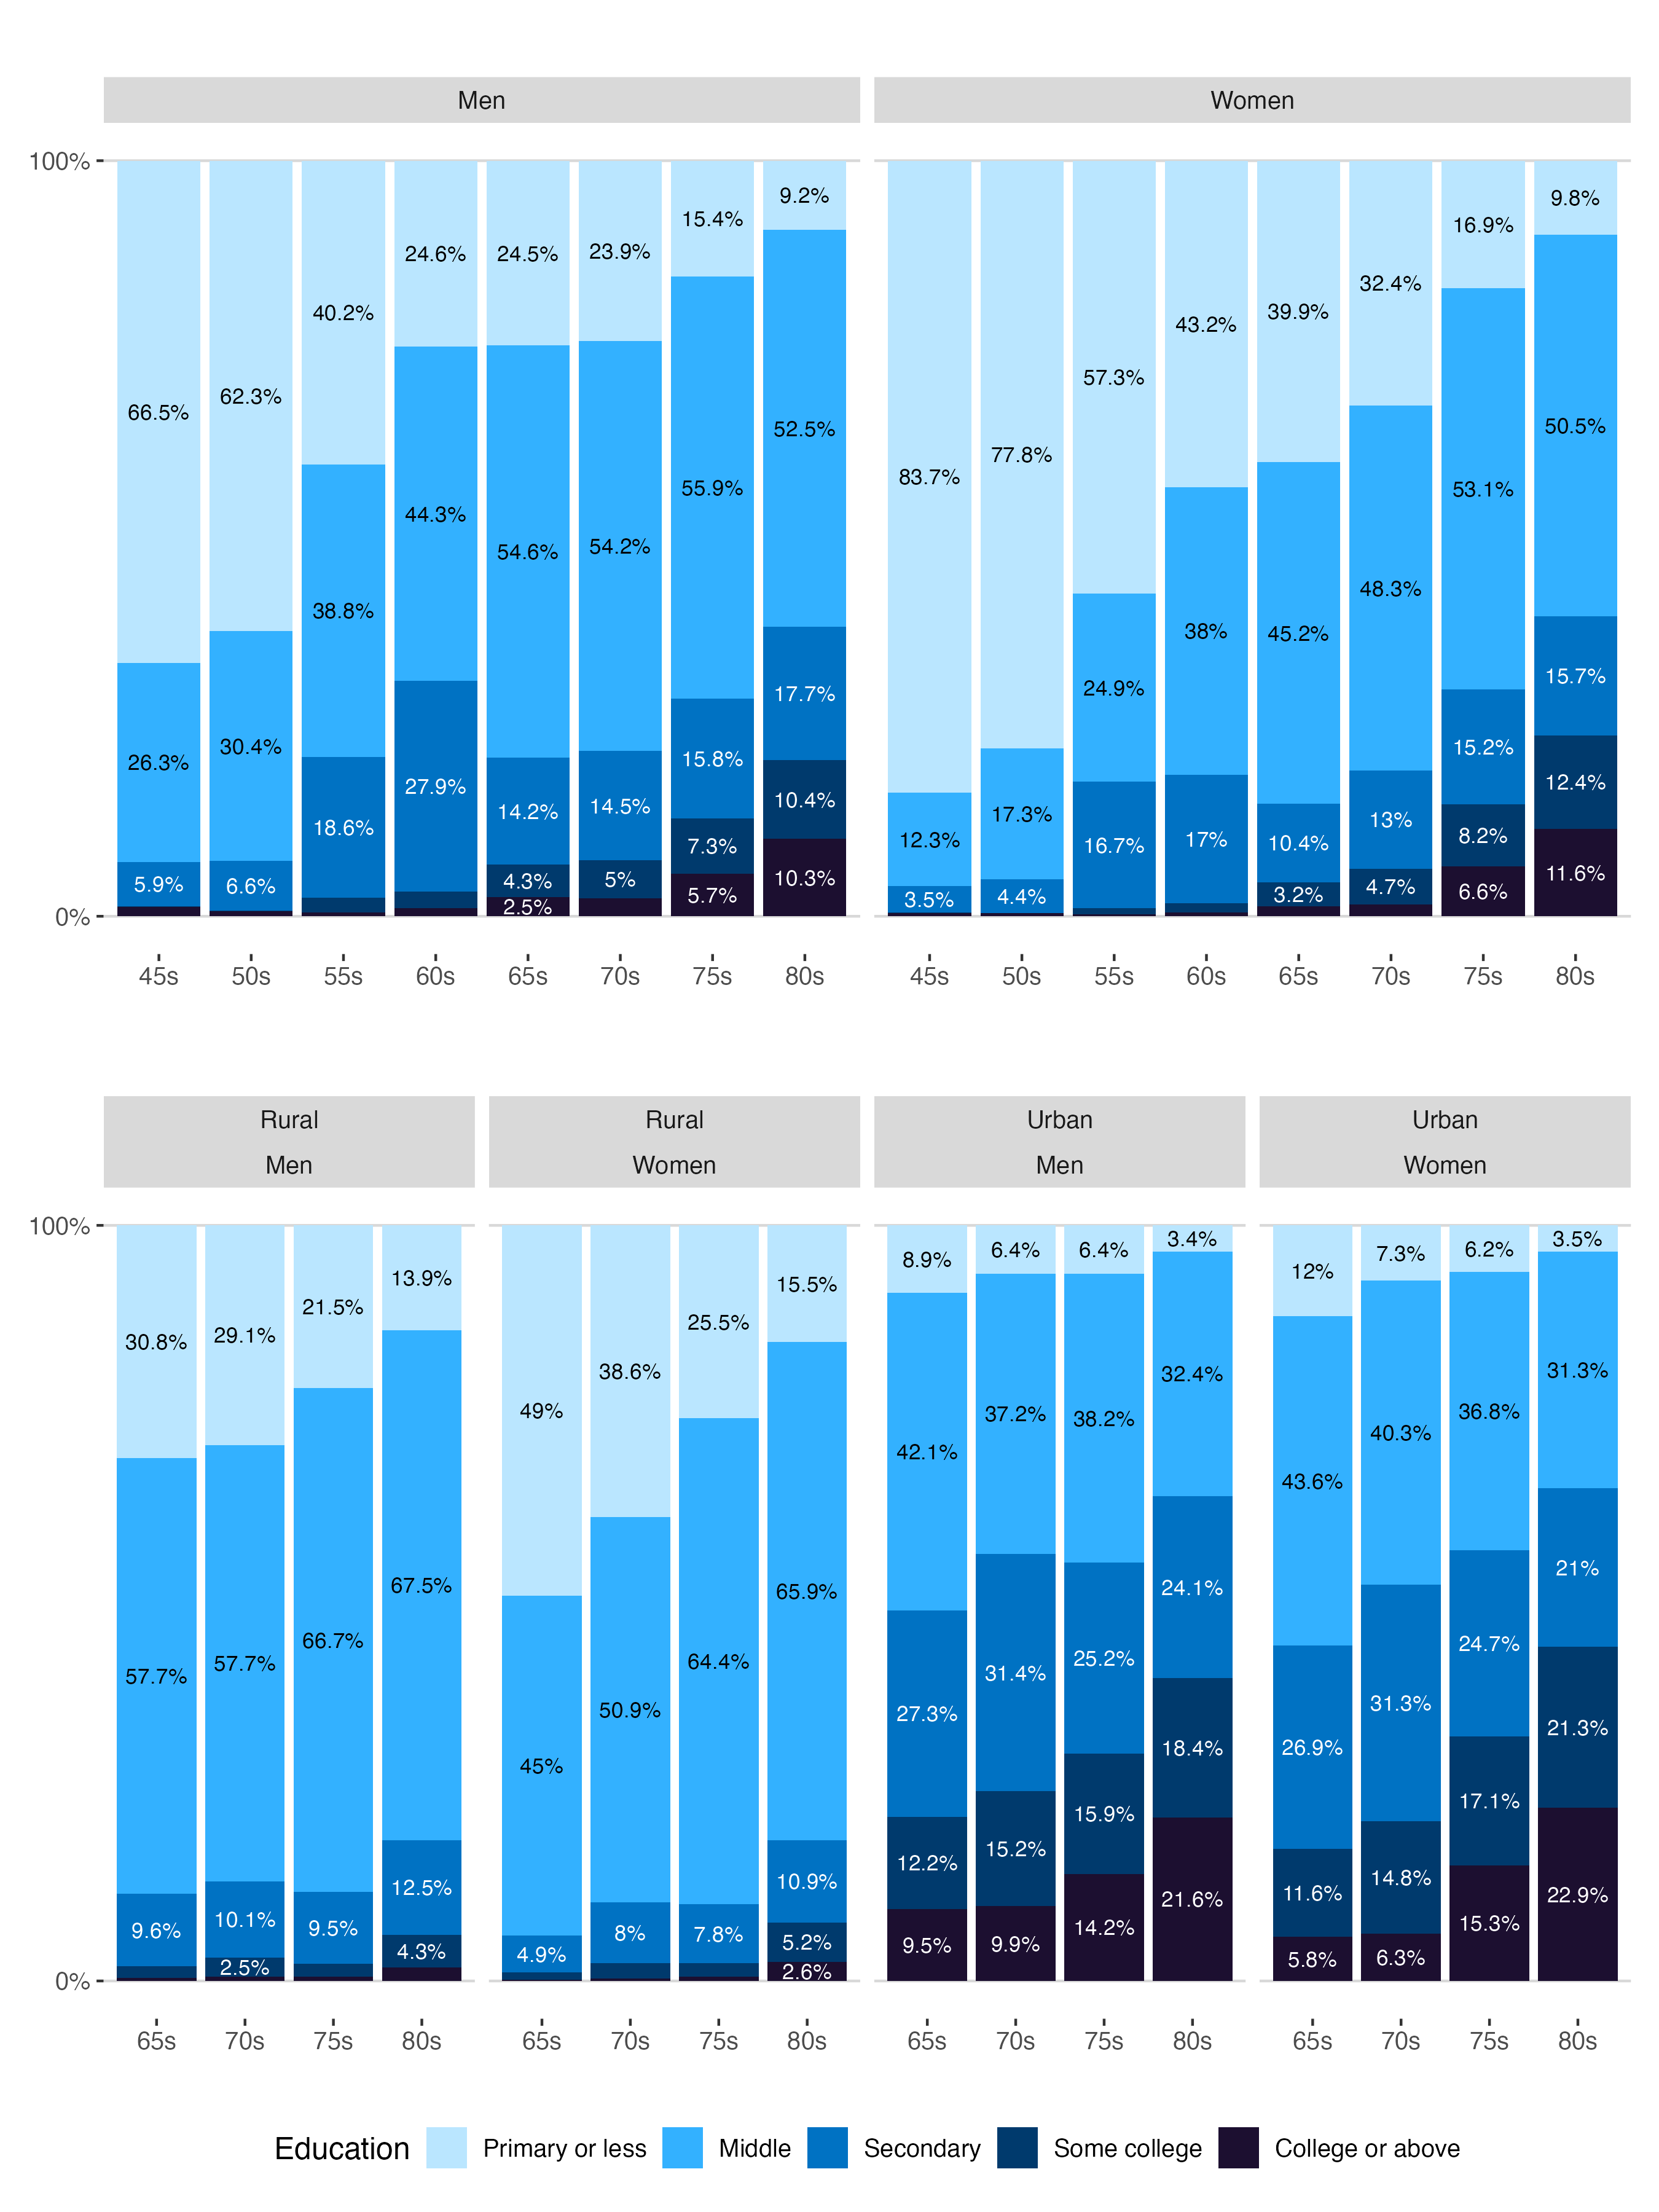 Men Women
100%
9.2% 9.8%
15.4% 16.9%
24.6% 24.5% 23.9% 32.4%
40.2% 43.2% 39.9%
66.5% 62.3% 57.3%
83.7% 77.8%
52.5% 50.5%
44.3% 54.6% 54.2% 55.9% 53.1%
38.8% 38% 45.2% 48.3%
26.3% 30.4% 24.9%
12.3% 17.3%
17.7% 15.7%
27.9% 15.8% 15.2%
18.6% 14.2% 14.5% 16.7% 17% 10.4% 13%
5.9% 6.6% 3.5% 4.4%
10.4% 12.4%
4.3% 5% 7.3% 3.2% 4.7% 8.2%
2.5% 5.7% 10.3% 6.6% 11.6%
0%
45s 50s 55s 60s 65s 70s 75s 80s 45s 50s 55s 60s 65s 70s 75s 80s
Rural Rural Urban Urban
Men Women Men Women
100%
30.8% 29.1% 21.5% 13.9% 49% 38.6% 25.5% 15.5% 8.9% 6.4% 6.4% 3.4% 12% 7.3% 6.2% 3.5%
57.7% 57.7% 66.7% 67.5% 45% 50.9% 64.4% 65.9% 42.1% 37.2% 38.2% 32.4% 43.6% 40.3% 36.8% 31.3%
9.6% 10.1% 9.5% 12.5% 4.9% 8% 7.8% 10.9% 27.3% 31.4% 25.2% 24.1% 26.9% 31.3% 24.7% 21%
2.5% 4.3% 5.2% 12.2% 15.2% 15.9% 18.4% 11.6% 14.8% 17.1% 21.3%
2.6% 9.5% 9.9% 14.2% 21.6% 5.8% 6.3% 15.3% 22.9%
0%
65s 70s 75s 80s 65s 70s 75s 80s 65s 70s 75s 80s 65s 70s 75s 80s
Education Primary or less Middle Secondary Some college College or above